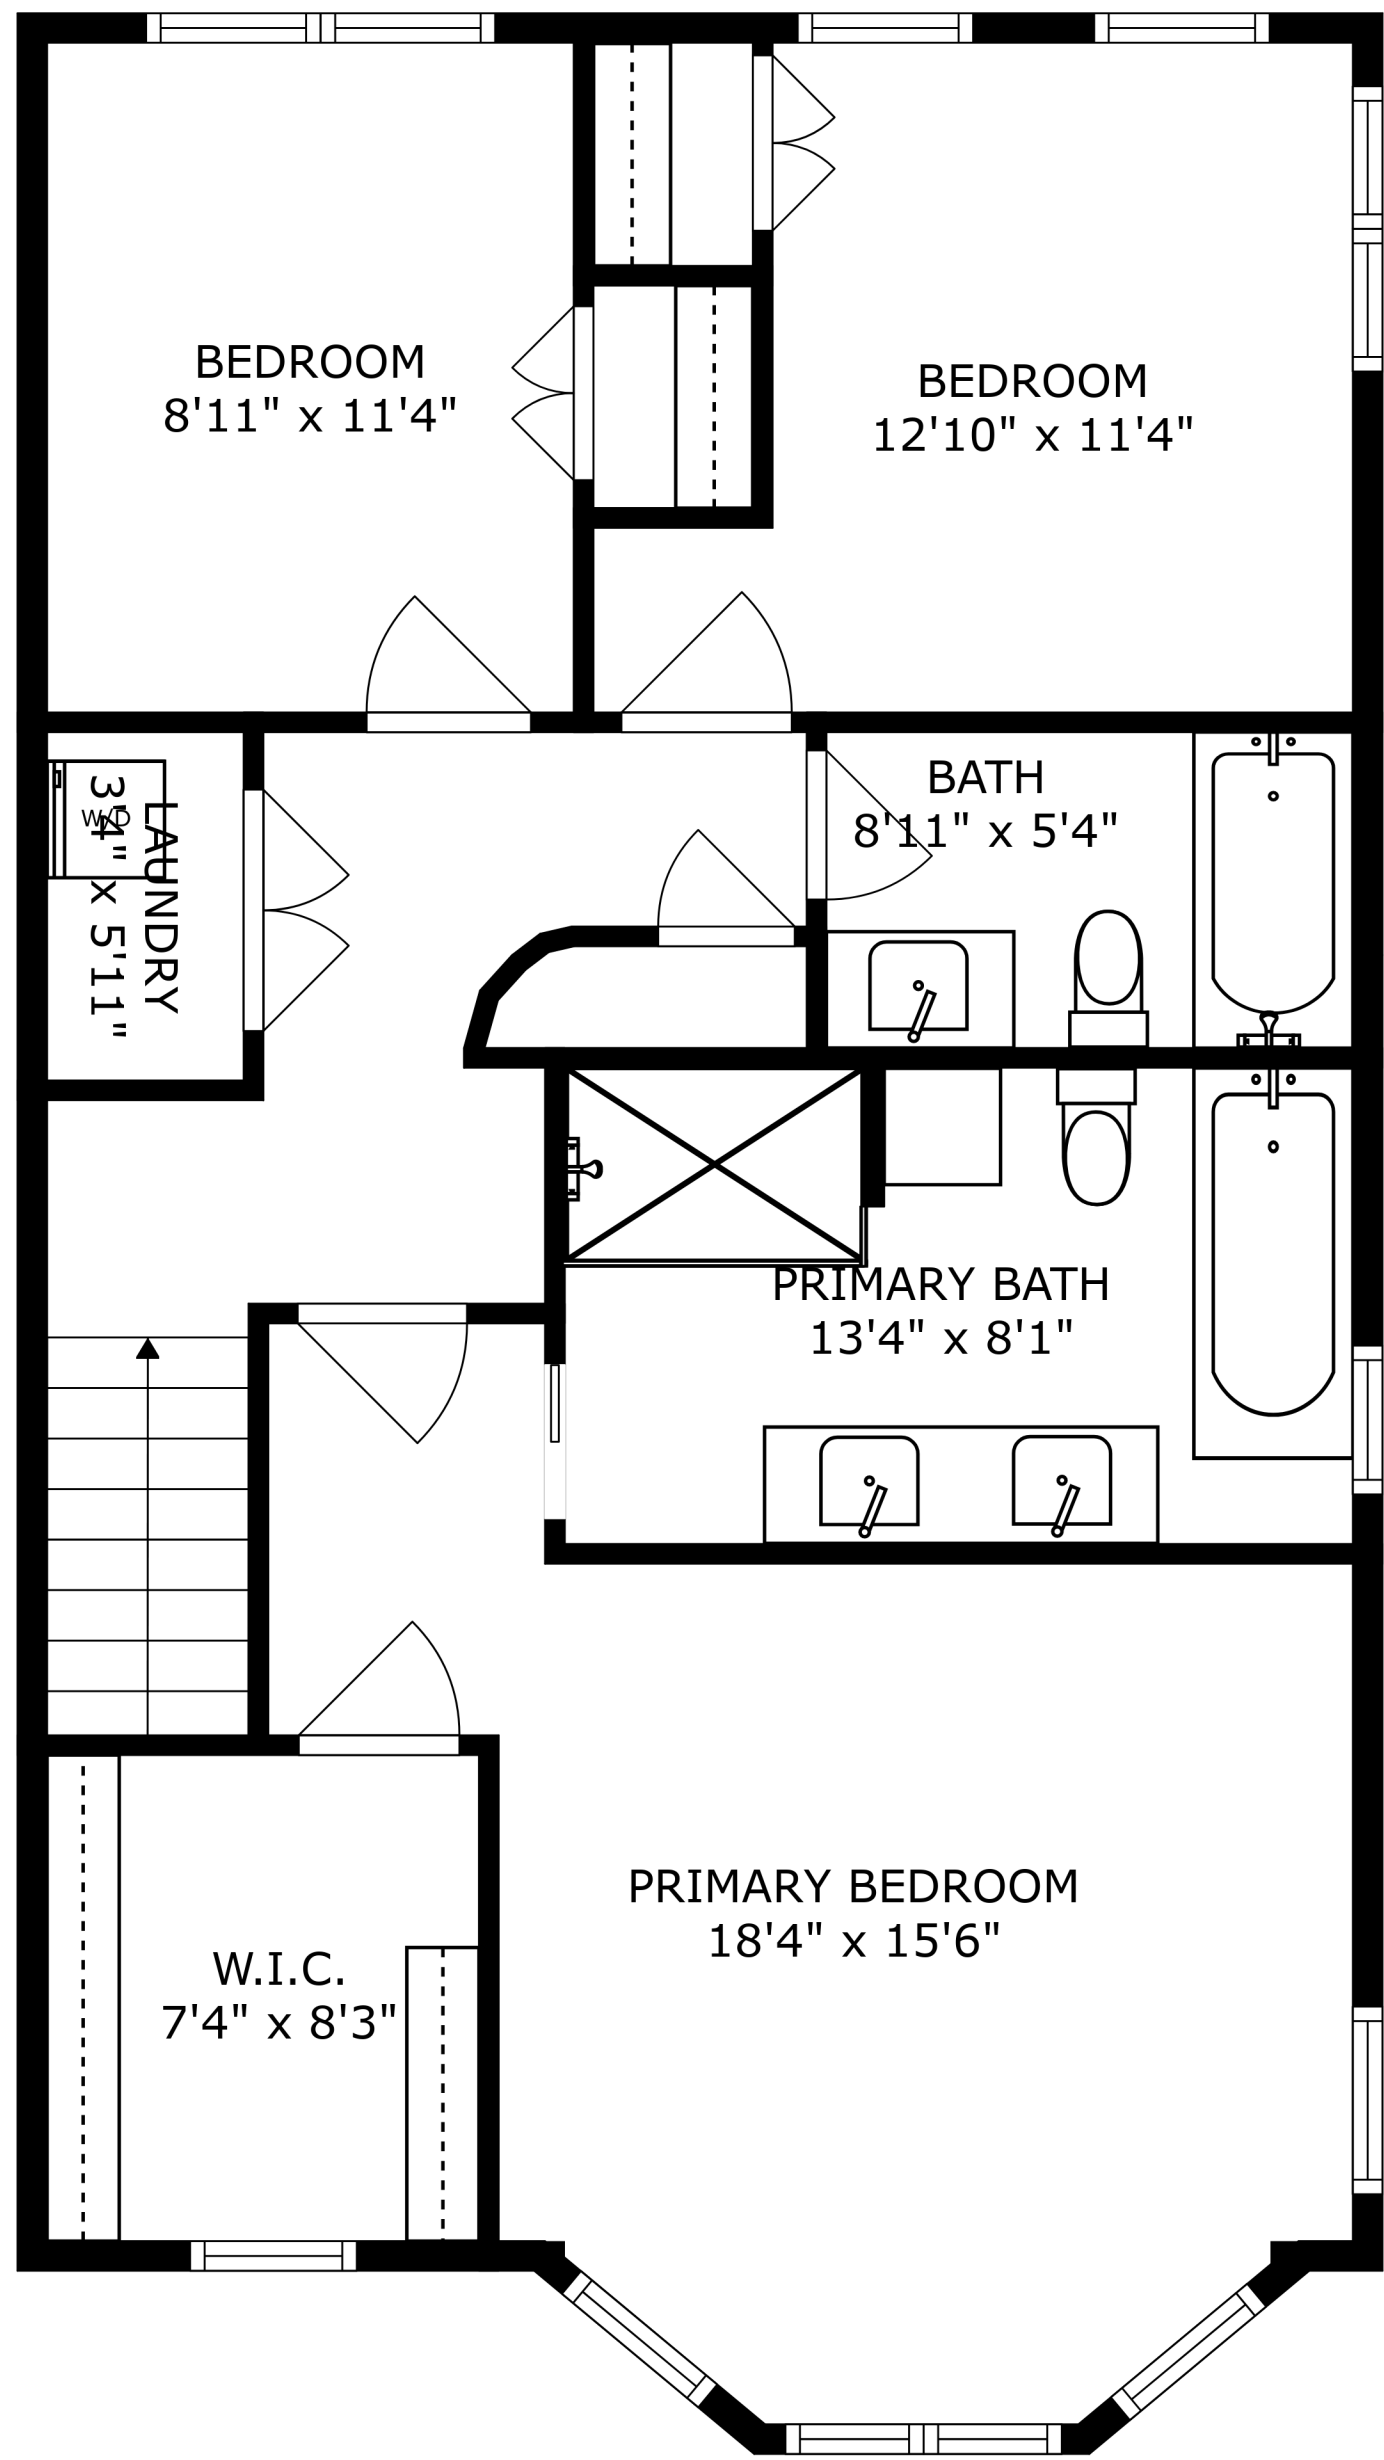 BEDROOM
8'11" x 11'4"
BEDROOM
12'10" x 11'4"
LAUNDRY
3'4" x 5'11"
W/D
BATH
8'11" x 5'4"
PRIMARY BATH
13'4" x 8'1"
PRIMARY BEDROOM
18'4" x 15'6"
W.I.C.
7'4" x 8'3"